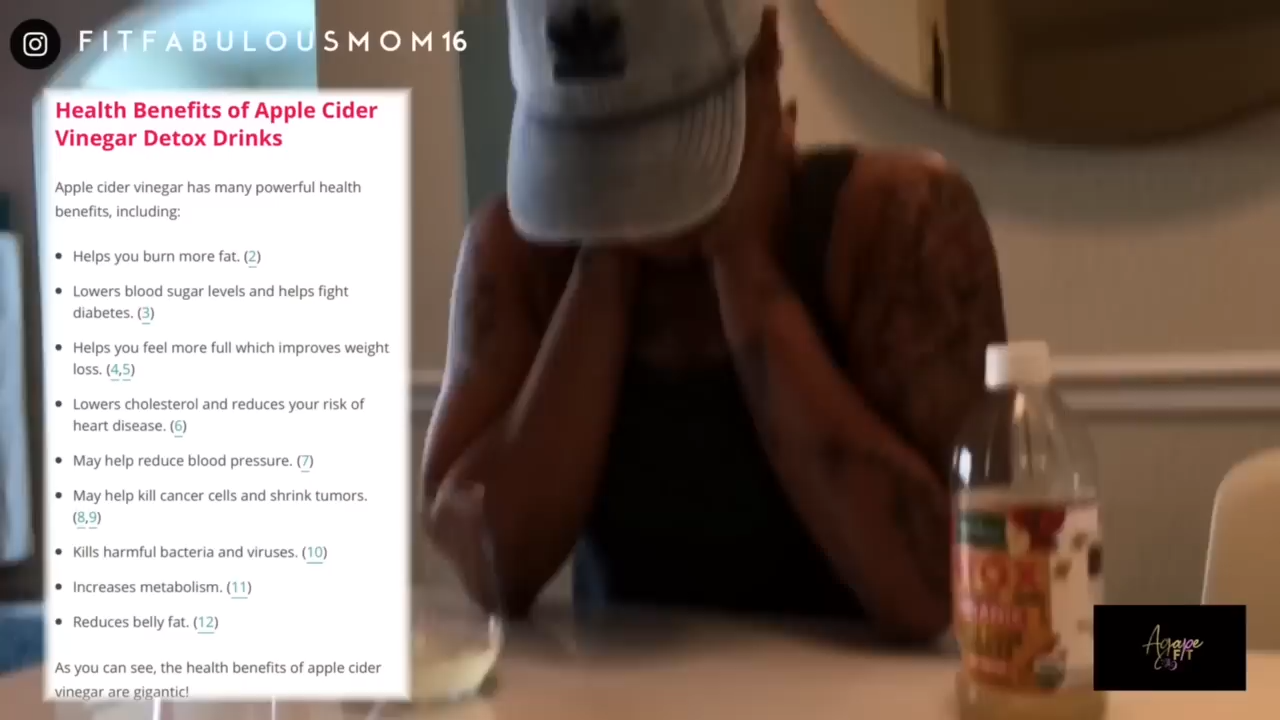 FITFABULOUSMOM16
Health Benefits of Apple Cider
Vinegar Detox Drinks
Apple cider vinegar has many powerful health
benefits, including:
Helps you burn more fat. (2)
Lowers blood sugar levels and helps fight
diabetes. (3)
Helps you feel more full which improves weight
loss. (4,5)
Lowers cholesterol and reduces your risk of
heart disease. (6)
May help reduce blood pressure. (7)
May help kill cancer cells and shrink tumors.
(8,9)
Kills harmful bacteria and viruses. (10)
Increases metabolism. (11)
Reduces belly fat. (12)
As you can see, the health benefits of apple cider
vinegar are gigantic!
Agape
FIT